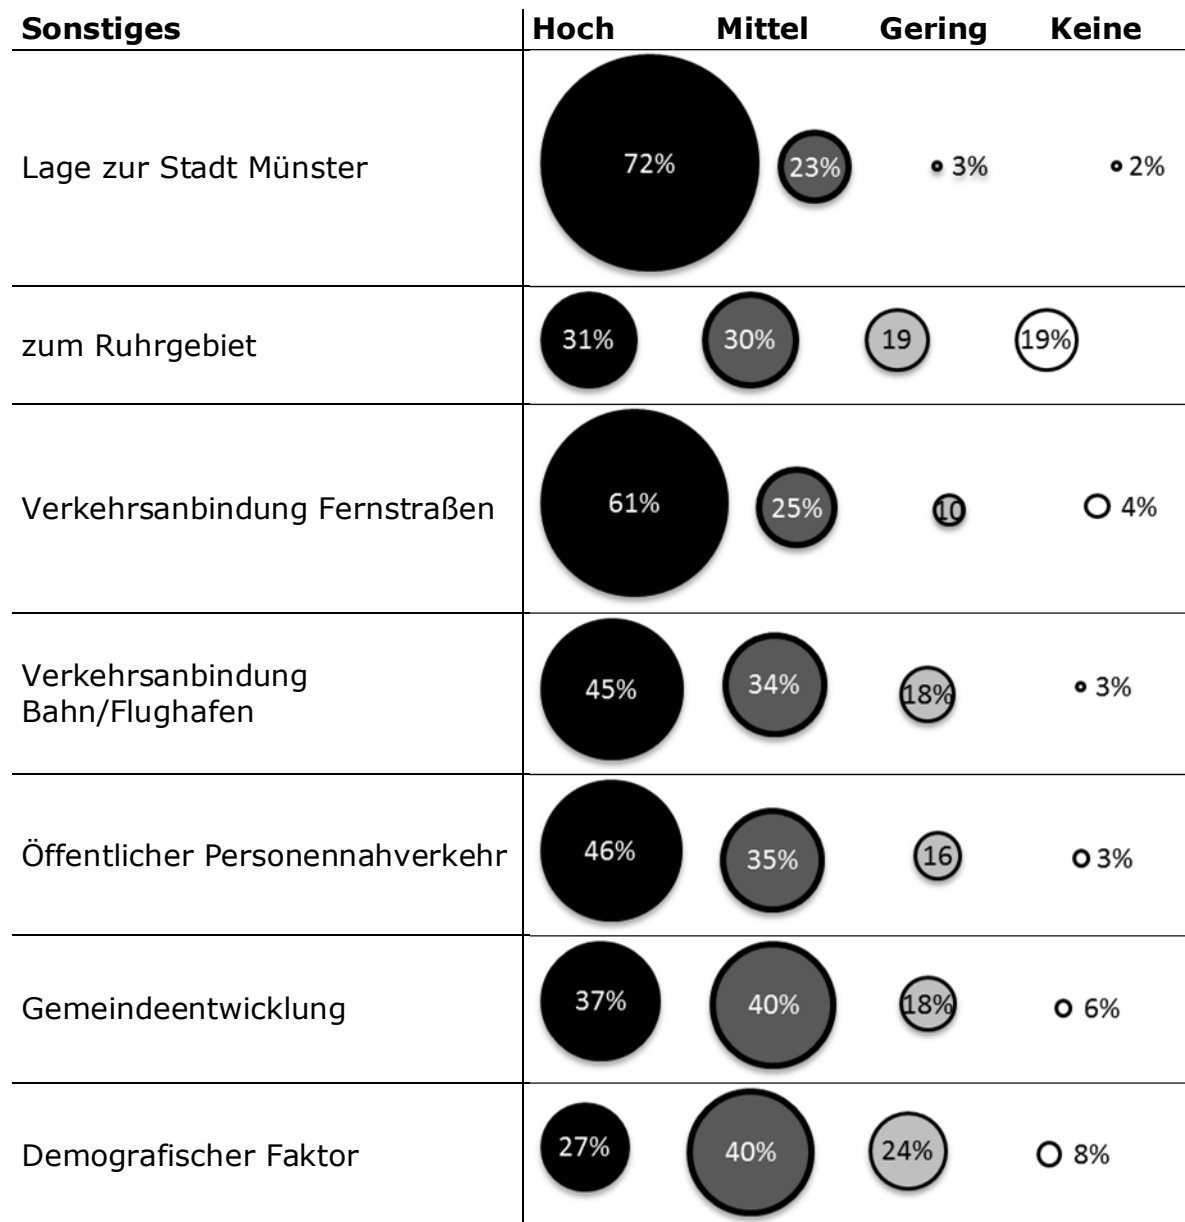 Sonstiges Hoch Mittel Gering Keine
Lage zur Stadt Münster 72% 23% 3% 2%
zum Ruhrgebiet 31% 30% 19 19%
Verkehrsanbindung Fernstraßen 61% 25% 10 4%
Verkehrsanbindung
Bahn/Flughafen 45% 34% 18% 3%
Öffentlicher Personennahverkehr 46% 35% 16 3%
Gemeindeentwicklung 37% 40% 18% 6%
Demografischer Faktor 27% 40% 24% 8%